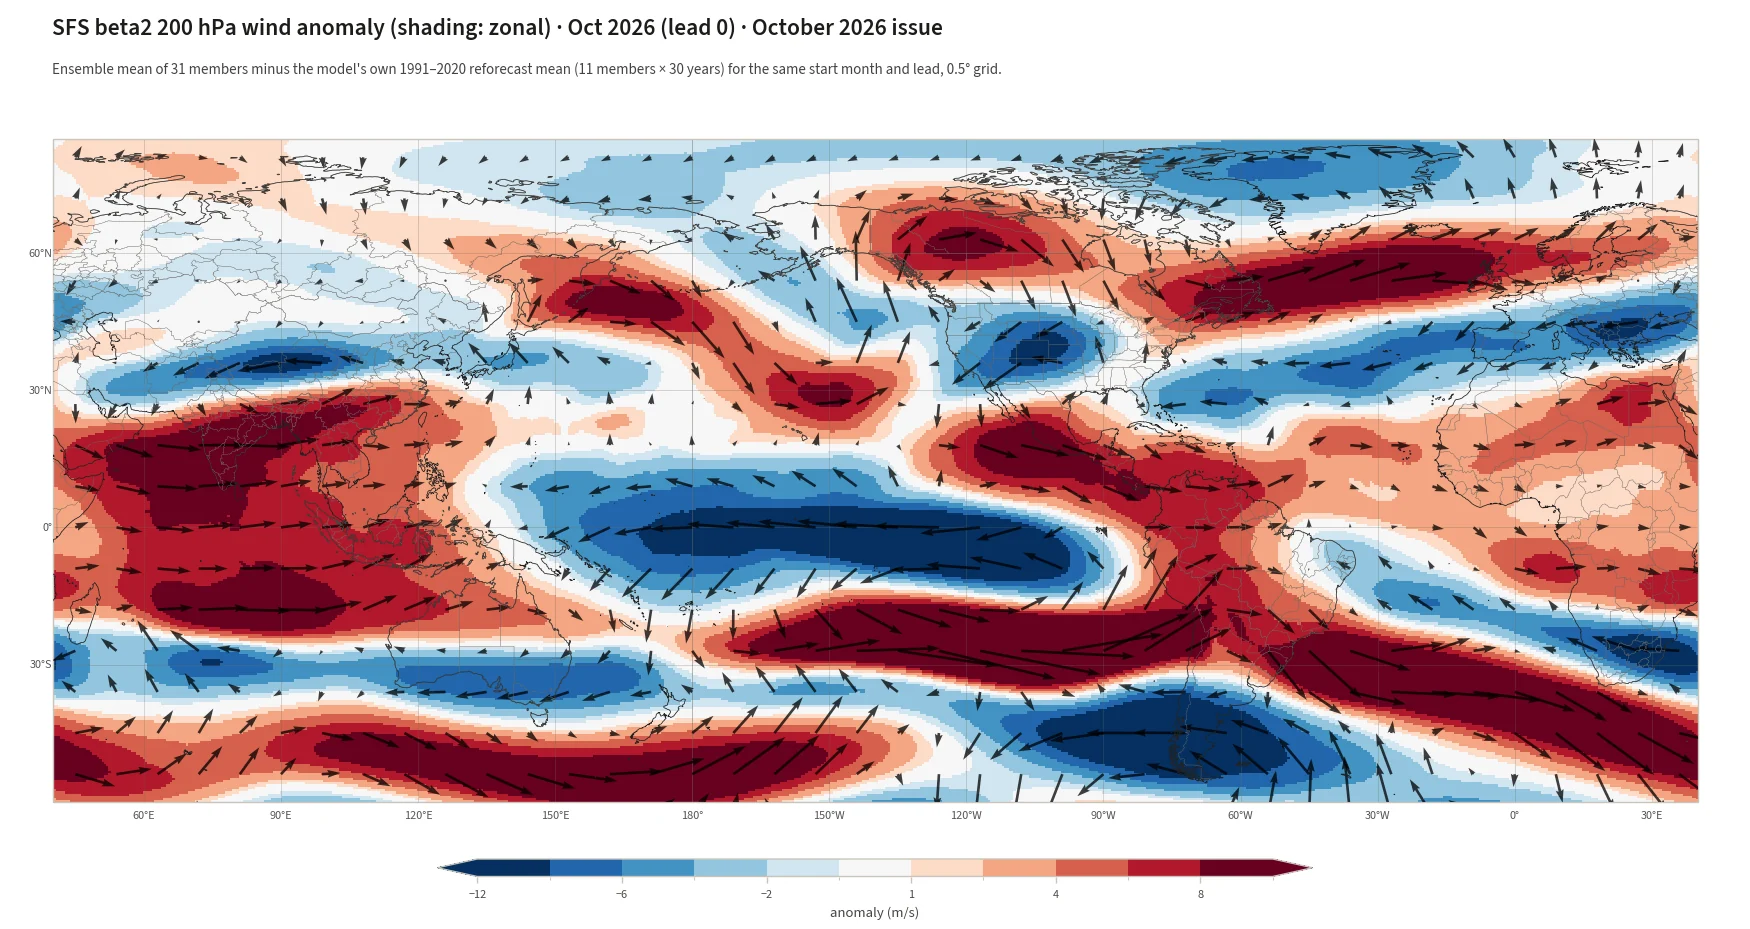 SFS beta2 200 hPa wind anomaly (shading: zonal) · Oct 2026 (lead 0) · October 2026 issue
Ensemble mean of 31 members minus the model's own 1991–2020 reforecast mean (11 members × 30 years) for the same start month and lead, 0.5° grid.
60°N
30°N
0°
30°S
60°E 90°E 120°E 150°E 180° 150°W 120°W 90°W 60°W 30°W 0° 30°E
−12 −6 −2 1 4 8
anomaly (m/s)